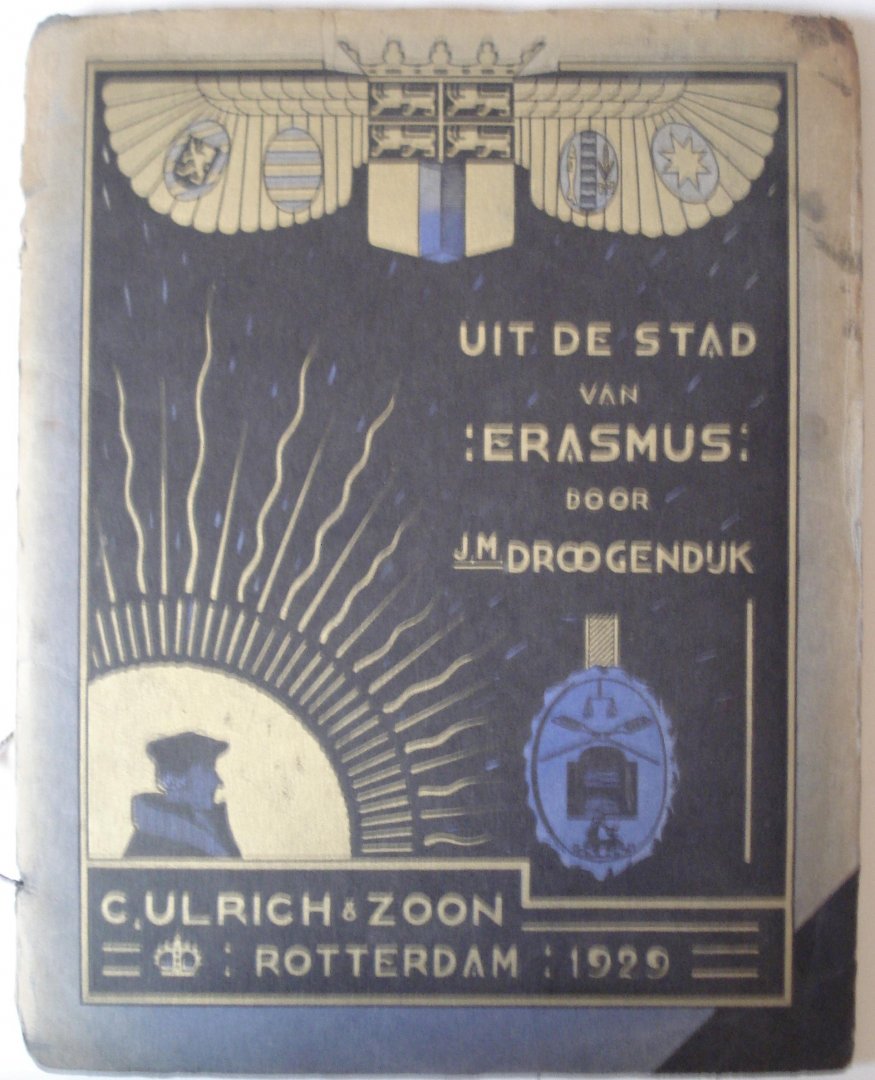 UIT DE STAD
VAN
:ERASMUS:
DOOR
J.M. DROOGENDIJK
C. ULRICH & ZOON
: ROTTERDAM : 1929